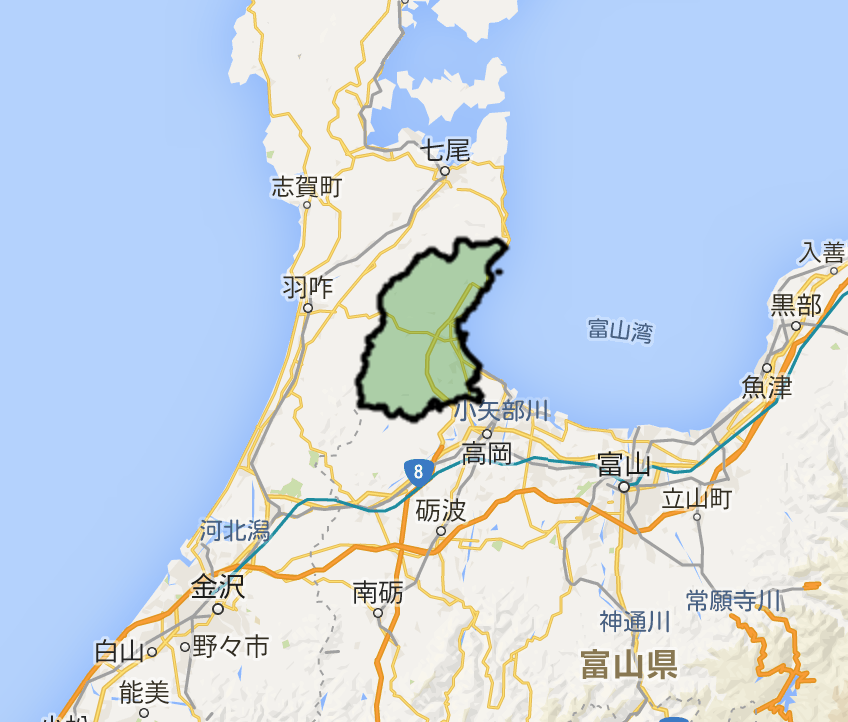 七尾
志賀町
入善
羽咋
黒部
富山湾
魚津
小矢部川
高岡
富山
8
立山町
砺波
河北潟
金沢
南砺
常願寺川
神通川
野々市
白山
富山県
能美
小松